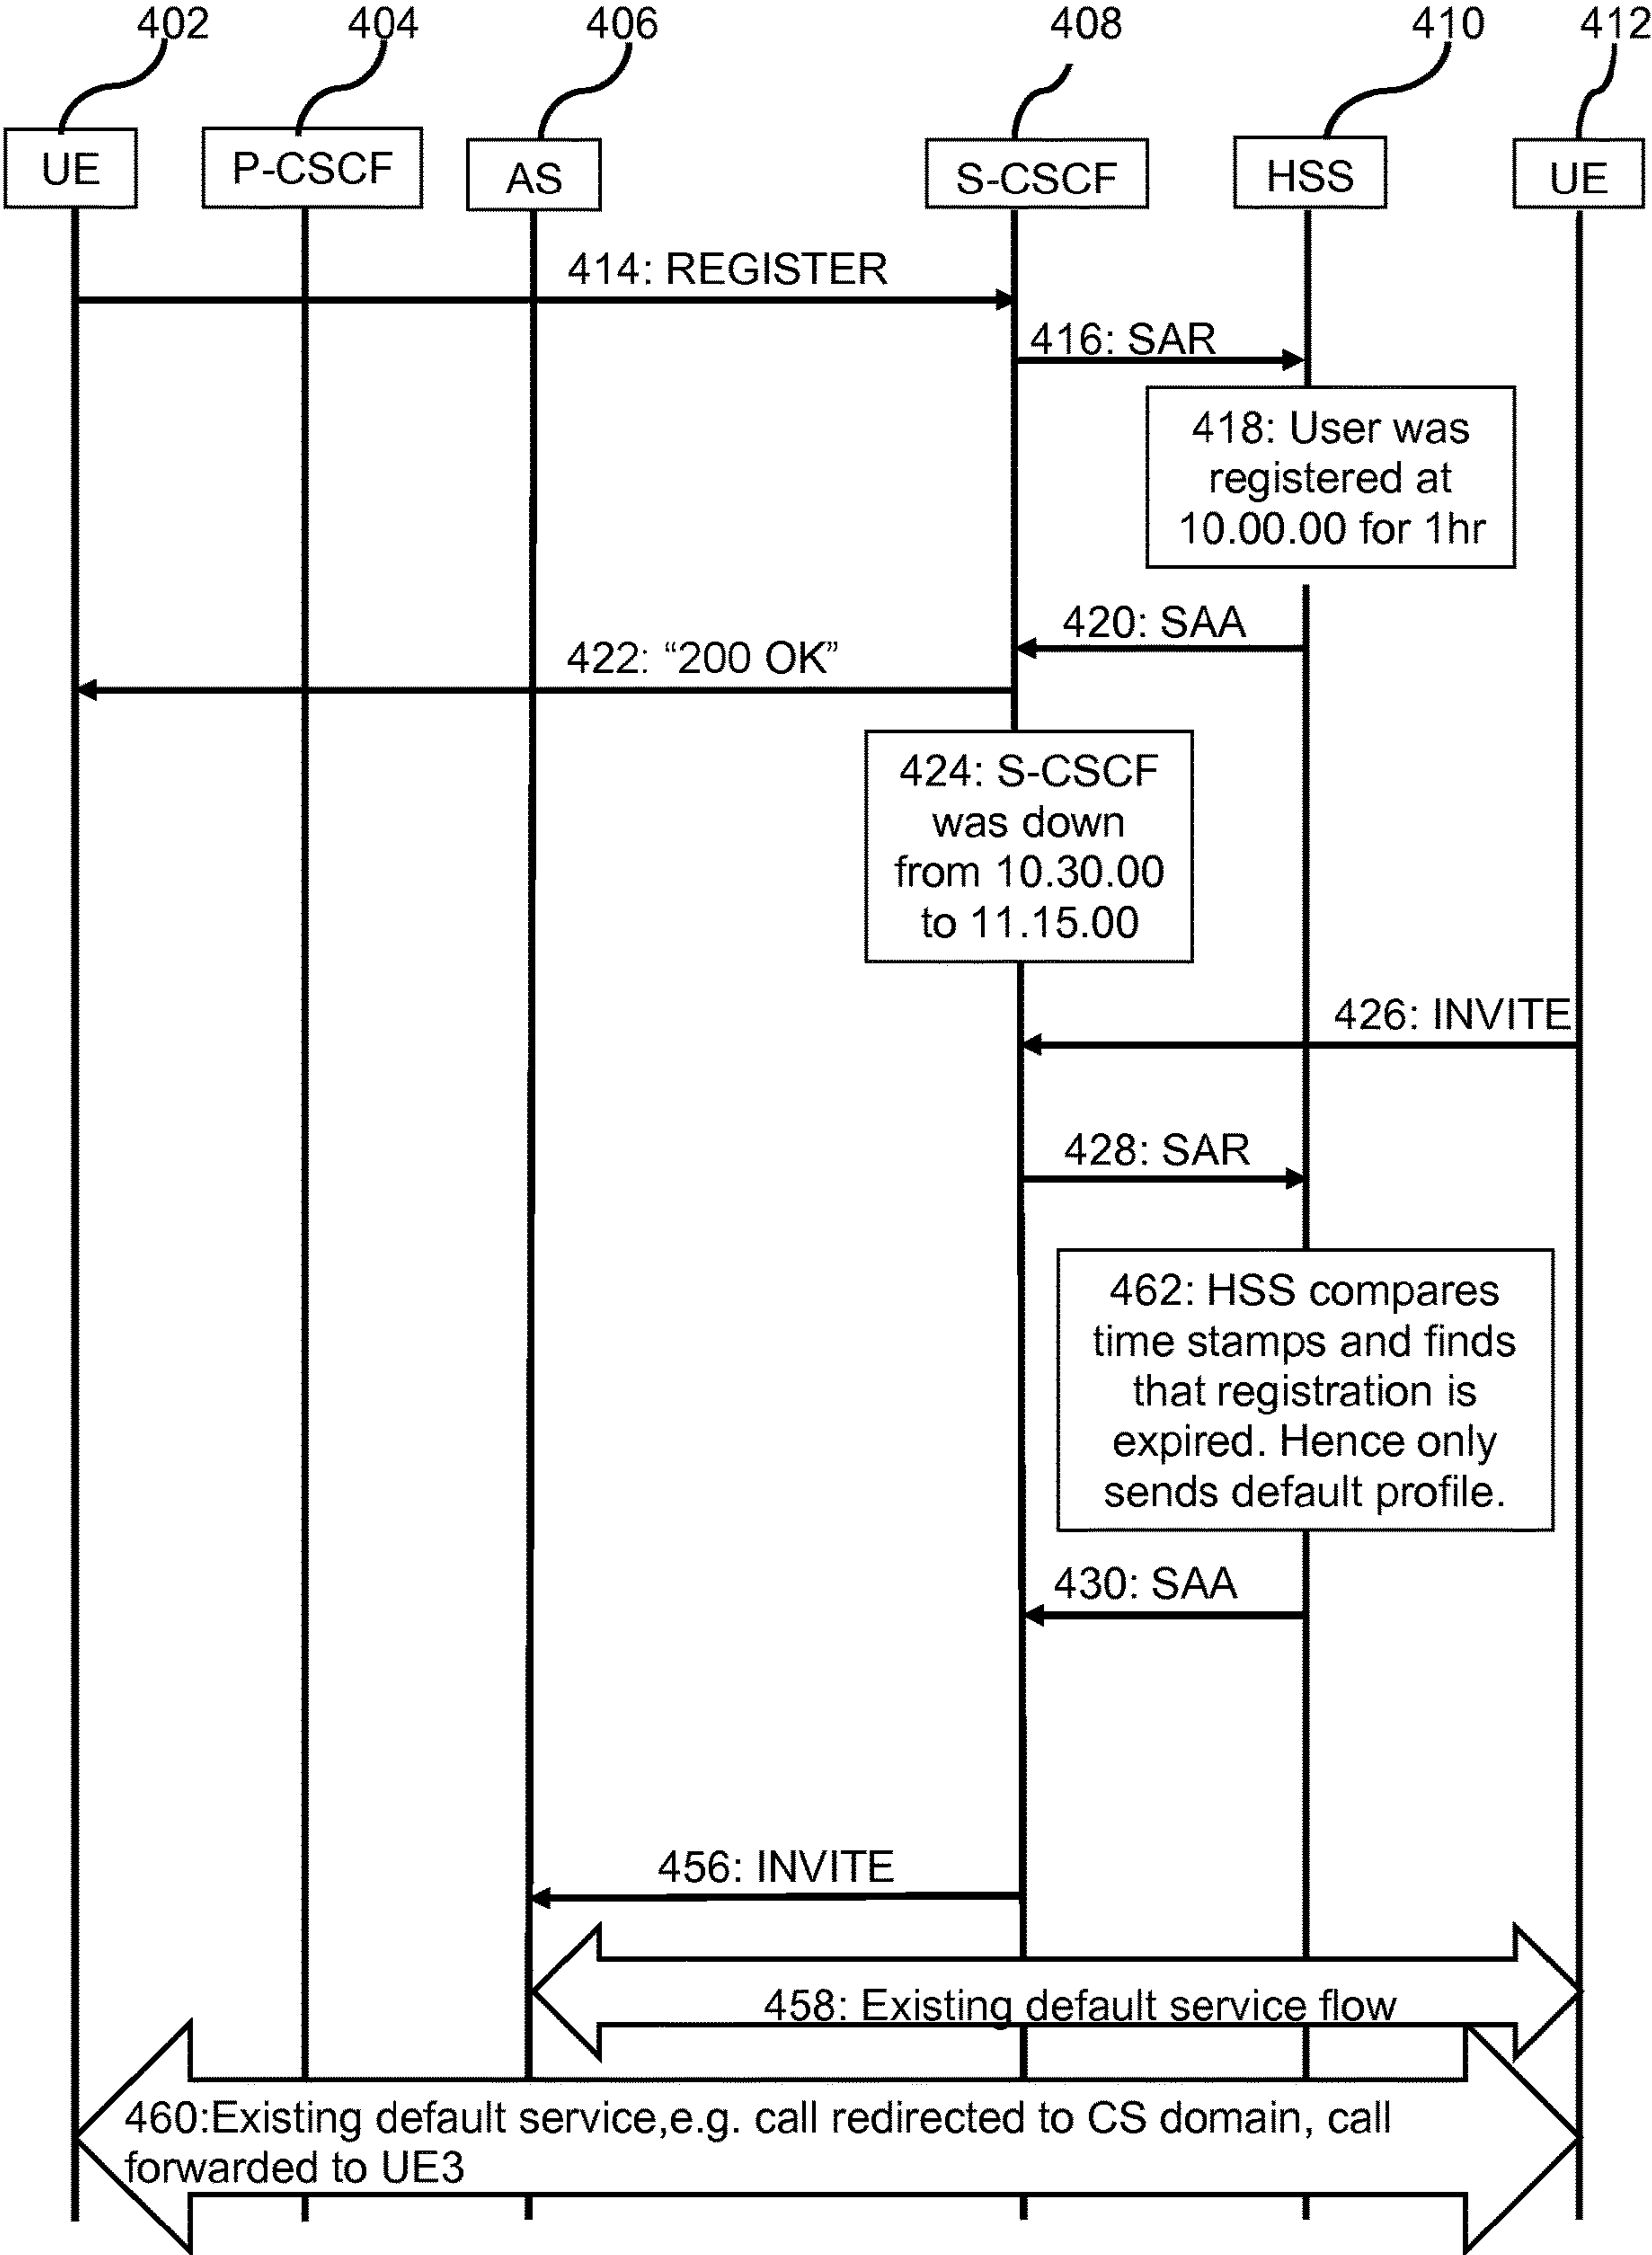 402
404
406
408
410
412
UE
P-CSCF
AS
S-CSCF
HSS
UE
414: REGISTER
416: SAR
418: User was
registered at
10.00.00 for 1hr
420: SAA
422: “200 OK”
424: S-CSCF
was down
from 10.30.00
to 11.15.00
426: INVITE
428: SAR
462: HSS compares
time stamps and finds
that registration is
expired. Hence only
sends default profile.
430: SAA
456: INVITE
458: Existing default service flow
460:Existing default service,e.g. call redirected to CS domain, call
forwarded to UE3